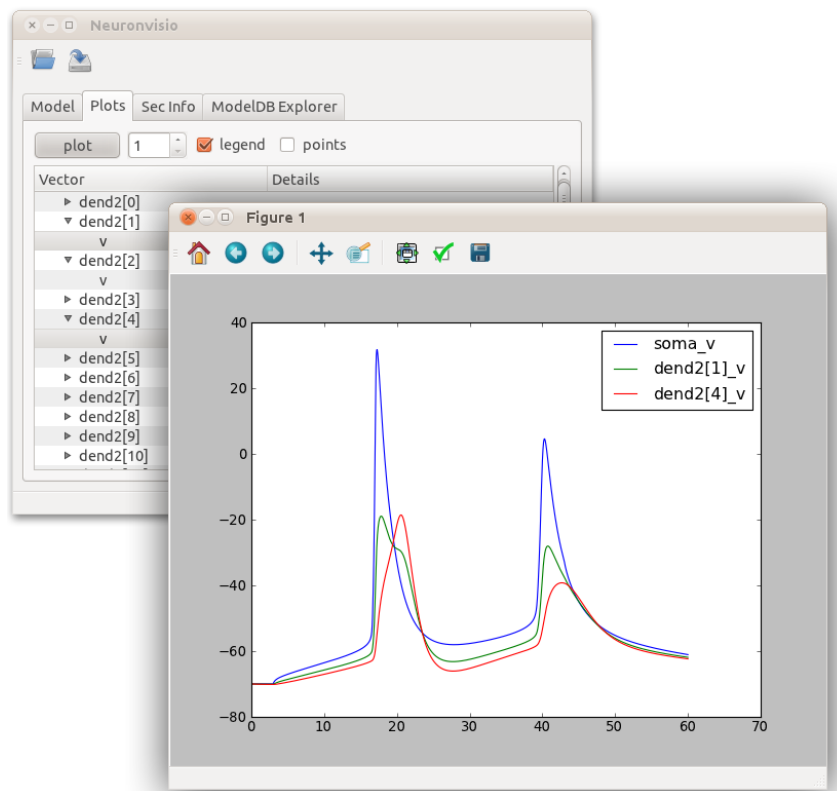 Neuronvisio
Model Plots Sec Info ModelDB Explorer
plot 1 legend points
Vector Details
dend2[0]
dend2[1]
v
dend2[2]
v
dend2[3]
dend2[4]
v
dend2[5]
dend2[6]
dend2[7]
dend2[8]
dend2[9]
dend2[10]
Figure 1
soma_v
dend2[1]_v
dend2[4]_v
40
20
0
−20
−40
−60
−80
0 10 20 30 40 50 60 70